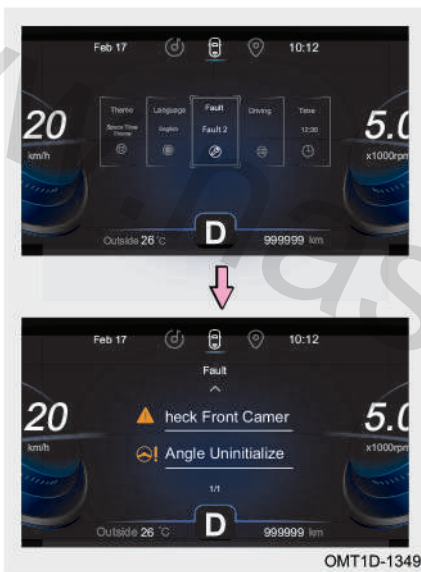 Feb 17 10:12
Theme Language Fault Driving Time
Space Time Theme English Fault 2 12:30
20 km/h
5.0 x1000rpm
Outside 26 °C D 999999 km
Feb 17 10:12
Fault
20 km/h
heck Front Camer
5.0 x1000rpm
Angle Uninitialize
1/1
Outside 26 °C D 999999 km
OMT1D-1349